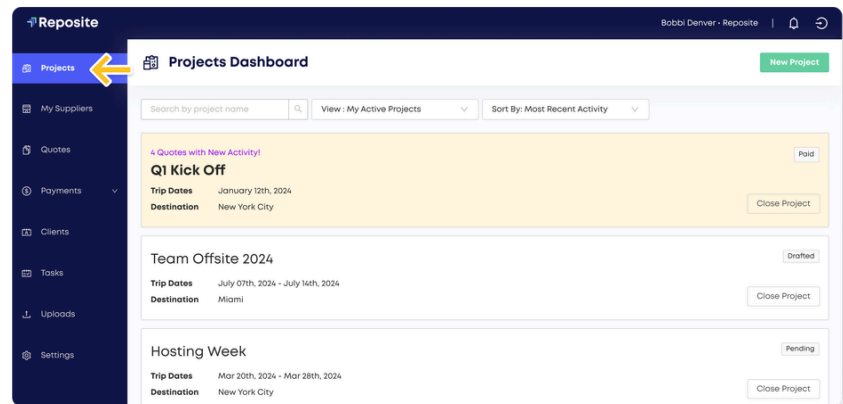 Reposite
Bobbi Denver • Reposite
Projects
My Suppliers
Quotes
Payments
Clients
Tasks
Uploads
Settings
Projects Dashboard
New Project
Search by project name
View : My Active Projects
Sort By: Most Recent Activity
4 Quotes with New Activity!
Paid
Q1 Kick Off
Trip Dates January 12th, 2024
Destination New York City
Close Project
Team Offsite 2024
Drafted
Trip Dates July 07th, 2024 - July 14th, 2024
Destination Miami
Close Project
Hosting Week
Pending
Trip Dates Mar 20th, 2024 - Mar 28th, 2024
Destination New York City
Close Project